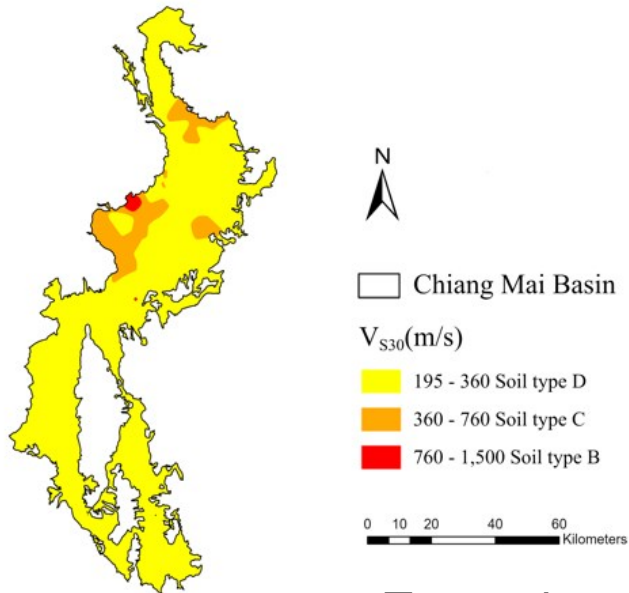 N
Chiang Mai Basin
V_S30(m/s)
195 - 360 Soil type D
360 - 760 Soil type C
760 - 1,500 Soil type B
0 10 20 40 60
Kilometers